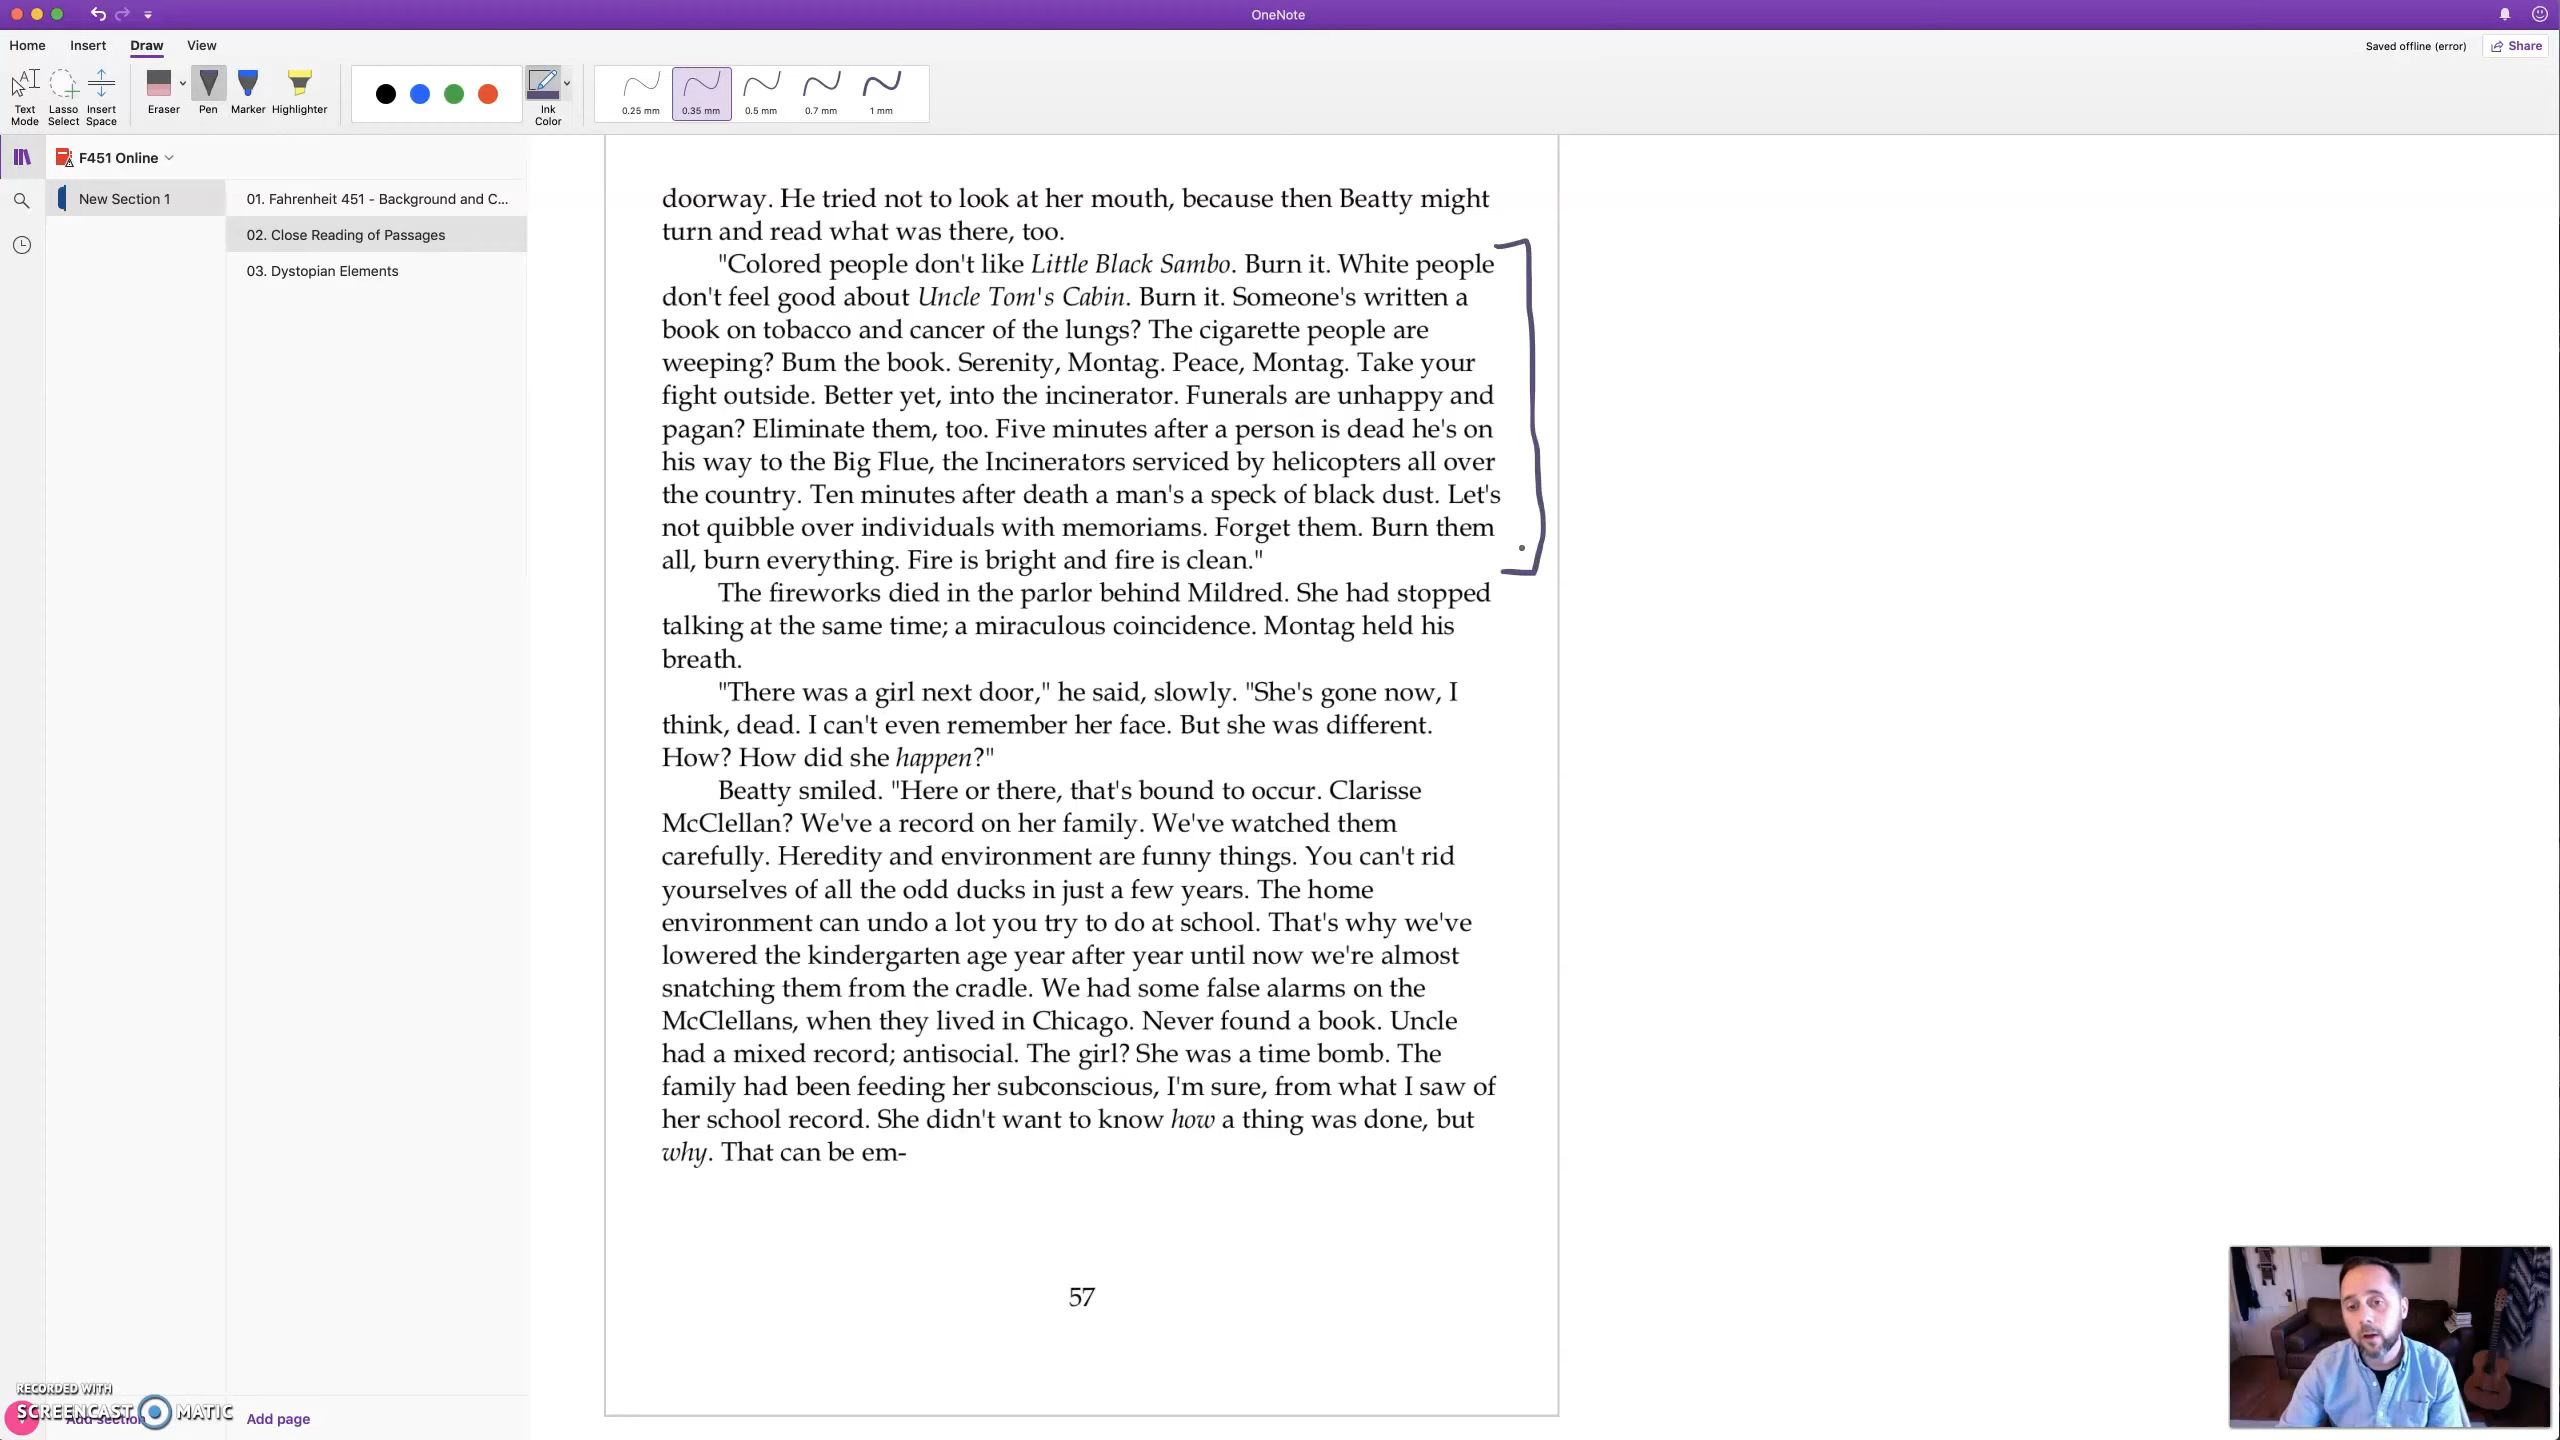 OneNote
Home Insert Draw View
Saved offline (error) Share
Text Mode
Lasso Select
Insert Space
Eraser
Pen
Marker
Highlighter
Ink Color
0.25 mm
0.35 mm
0.5 mm
0.7 mm
1 mm
F451 Online
New Section 1
01. Fahrenheit 451 - Background and C...
02. Close Reading of Passages
03. Dystopian Elements
doorway. He tried not to look at her mouth, because then Beatty might
turn and read what was there, too.
"Colored people don't like Little Black Sambo. Burn it. White people
don't feel good about Uncle Tom's Cabin. Burn it. Someone's written a
book on tobacco and cancer of the lungs? The cigarette people are
weeping? Bum the book. Serenity, Montag. Peace, Montag. Take your
fight outside. Better yet, into the incinerator. Funerals are unhappy and
pagan? Eliminate them, too. Five minutes after a person is dead he's on
his way to the Big Flue, the Incinerators serviced by helicopters all over
the country. Ten minutes after death a man's a speck of black dust. Let's
not quibble over individuals with memoriams. Forget them. Burn them
all, burn everything. Fire is bright and fire is clean."
The fireworks died in the parlor behind Mildred. She had stopped
talking at the same time; a miraculous coincidence. Montag held his
breath.
"There was a girl next door," he said, slowly. "She's gone now, I
think, dead. I can't even remember her face. But she was different.
How? How did she happen?"
Beatty smiled. "Here or there, that's bound to occur. Clarisse
McClellan? We've a record on her family. We've watched them
carefully. Heredity and environment are funny things. You can't rid
yourselves of all the odd ducks in just a few years. The home
environment can undo a lot you try to do at school. That's why we've
lowered the kindergarten age year after year until now we're almost
snatching them from the cradle. We had some false alarms on the
McClellans, when they lived in Chicago. Never found a book. Uncle
had a mixed record; antisocial. The girl? She was a time bomb. The
family had been feeding her subconscious, I'm sure, from what I saw of
her school record. She didn't want to know how a thing was done, but
why. That can be em-
57
RECORDED WITH
SCREENCAST MATIC
Add section
Add page